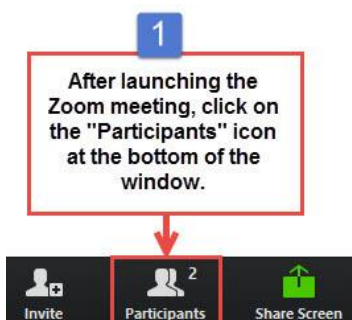 1
After launching the
Zoom meeting, click on
the "Participants" icon
at the bottom of the
window.
2
Invite
Participants
Share Screen